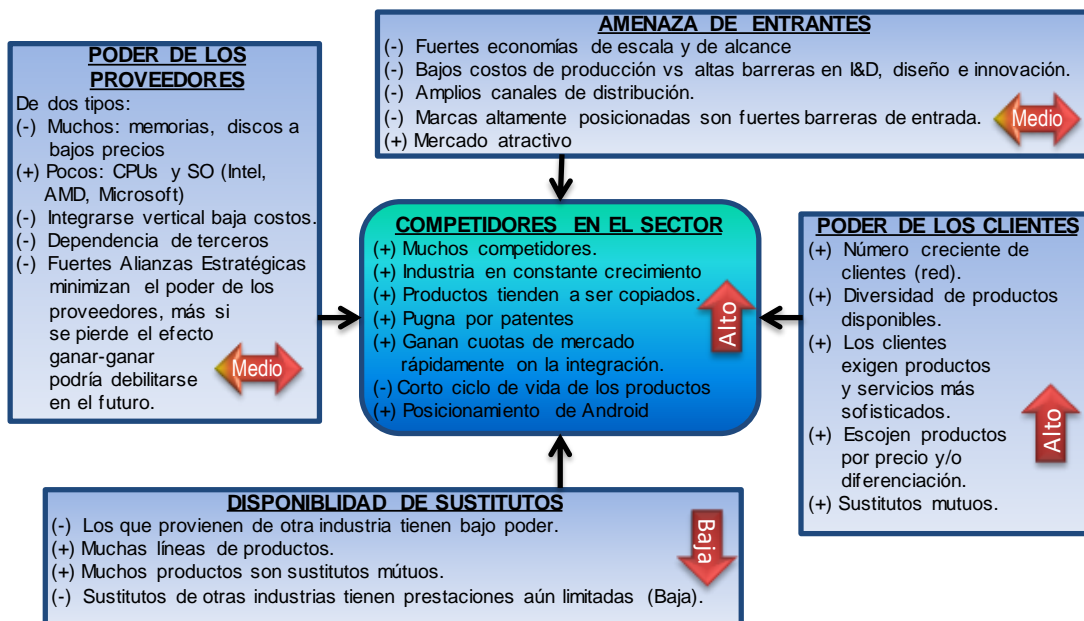 AMENAZA DE ENTRANTES
(-) Fuertes economías de escala y de alcance
(-) Bajos costos de producción vs altas barreras en I&D, diseño e innovación.
(-) Amplios canales de distribución.
(-) Marcas altamente posicionadas son fuertes barreras de entrada.
(+) Mercado atractivo
Medio
PODER DE LOS
PROVEEDORES
De dos tipos:
(-) Muchos: memorias, discos a
bajos precios
(+) Pocos: CPUs y SO (Intel,
AMD, Microsoft)
(-) Integrarse vertical baja costos.
(-) Dependencia de terceros
(-) Fuertes Alianzas Estratégicas
minimizan el poder de los
proveedores, más si
se pierde el efecto
ganar-ganar
podría debilitarse
en el futuro.
Medio
COMPETIDORES EN EL SECTOR
(+) Muchos competidores.
(+) Industria en constante crecimiento
(+) Productos tienden a ser copiados.
(+) Pugna por patentes
(+) Ganan cuotas de mercado
rápidamente on la integración.
(-) Corto ciclo de vida de los productos
(+) Posicionamiento de Android
Alto
PODER DE LOS CLIENTES
(+) Número creciente de
clientes (red).
(+) Diversidad de productos
disponibles.
(+) Los clientes
exigen productos
y servicios más
sofisticados.
(+) Escojen productos
por precio y/o
diferenciación.
(+) Sustitutos mutuos.
Alto
DISPONIBLIDAD DE SUSTITUTOS
(-) Los que provienen de otra industria tienen bajo poder.
(+) Muchas líneas de productos.
(+) Muchos productos son sustitutos mútuos.
(-) Sustitutos de otras industrias tienen prestaciones aún limitadas (Baja).
Baja